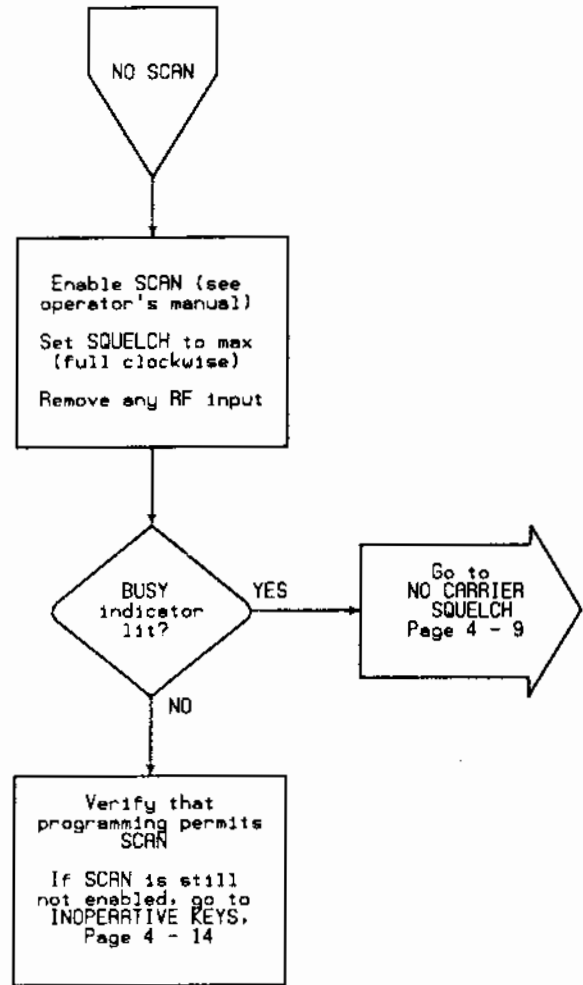 NO SCAN
Enable SCAN (see
operator's manual)
Set SQUELCH to max
(full clockwise)
Remove any RF input
BUSY
indicator
lit?
YES
Go to
NO CARRIER
SQUELCH
Page 4 - 9
NO
Verify that
programming permits
SCAN
If SCAN is still
not enabled, go to
INOPERATIVE KEYS,
Page 4 - 14